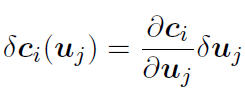 δc_i(u_j) = ∂c_i/∂u_j δu_j